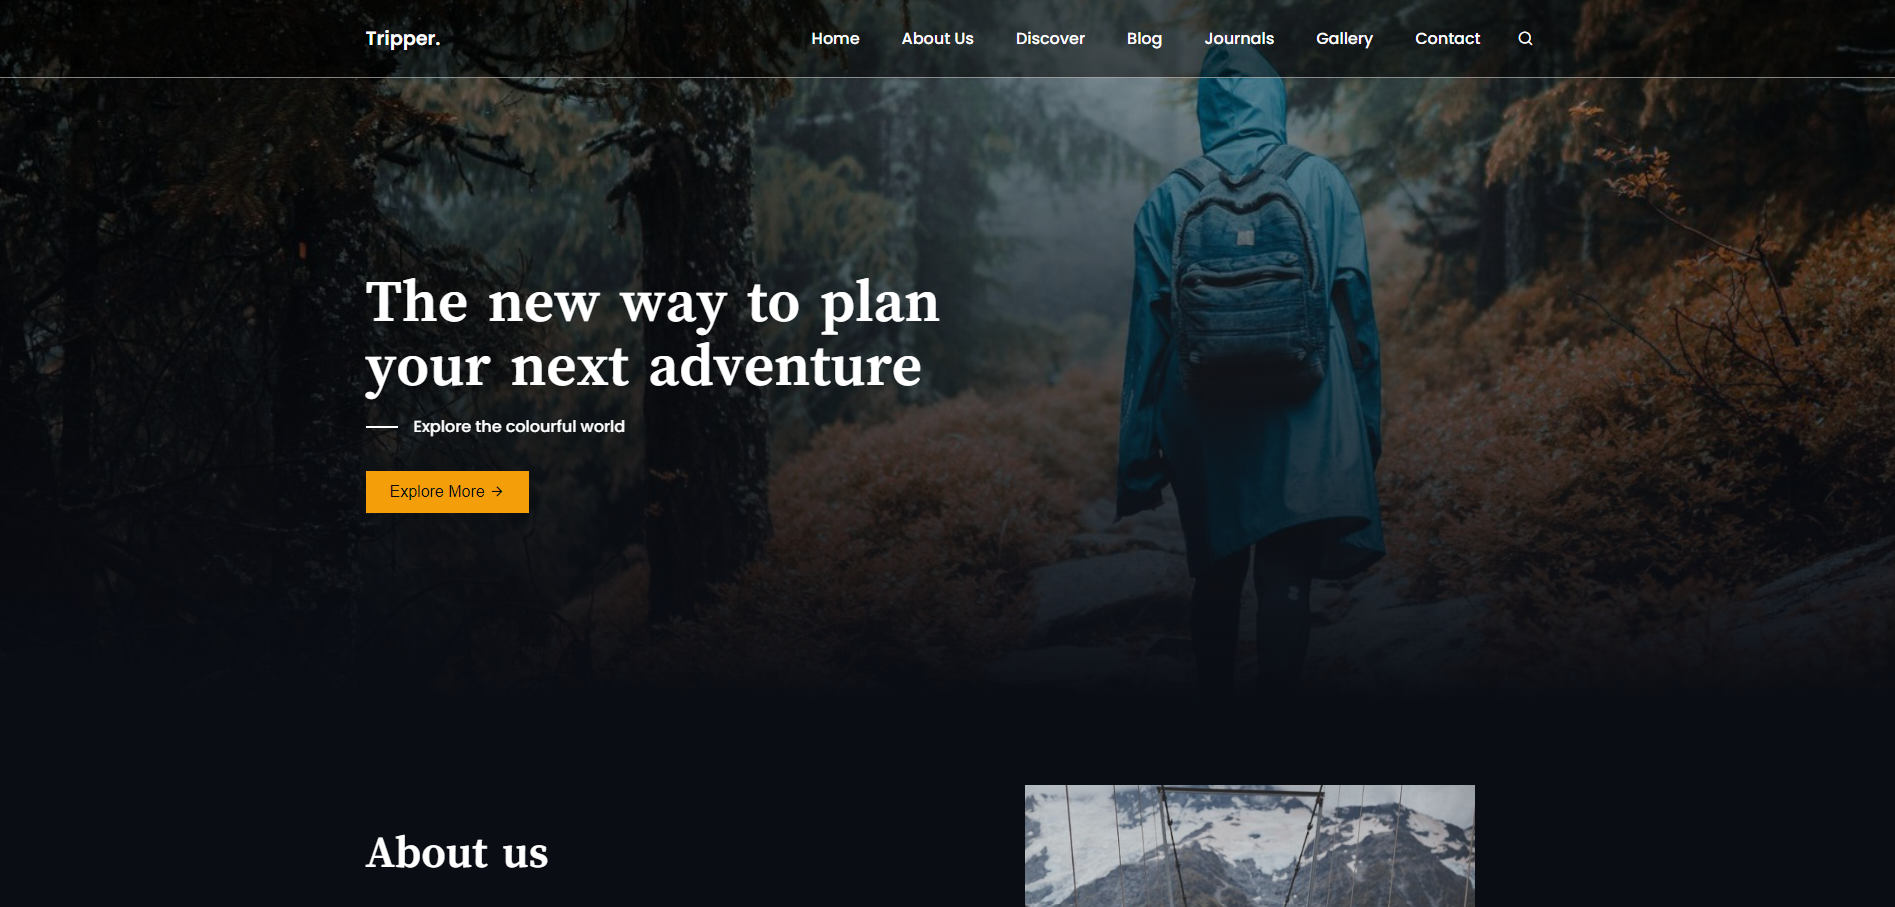 Tripper.
Home About Us Discover Blog Journals Gallery Contact
The new way to plan
your next adventure
Explore the colourful world
Explore More →
About us